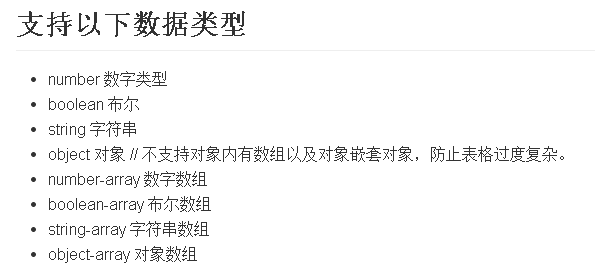 支持以下数据类型
number 数字类型
boolean 布尔
string 字符串
object 对象 // 不支持对象内有数组以及对象嵌套对象，防止表格过度复杂。
number-array 数字数组
boolean-array 布尔数组
string-array 字符串数组
object-array 对象数组